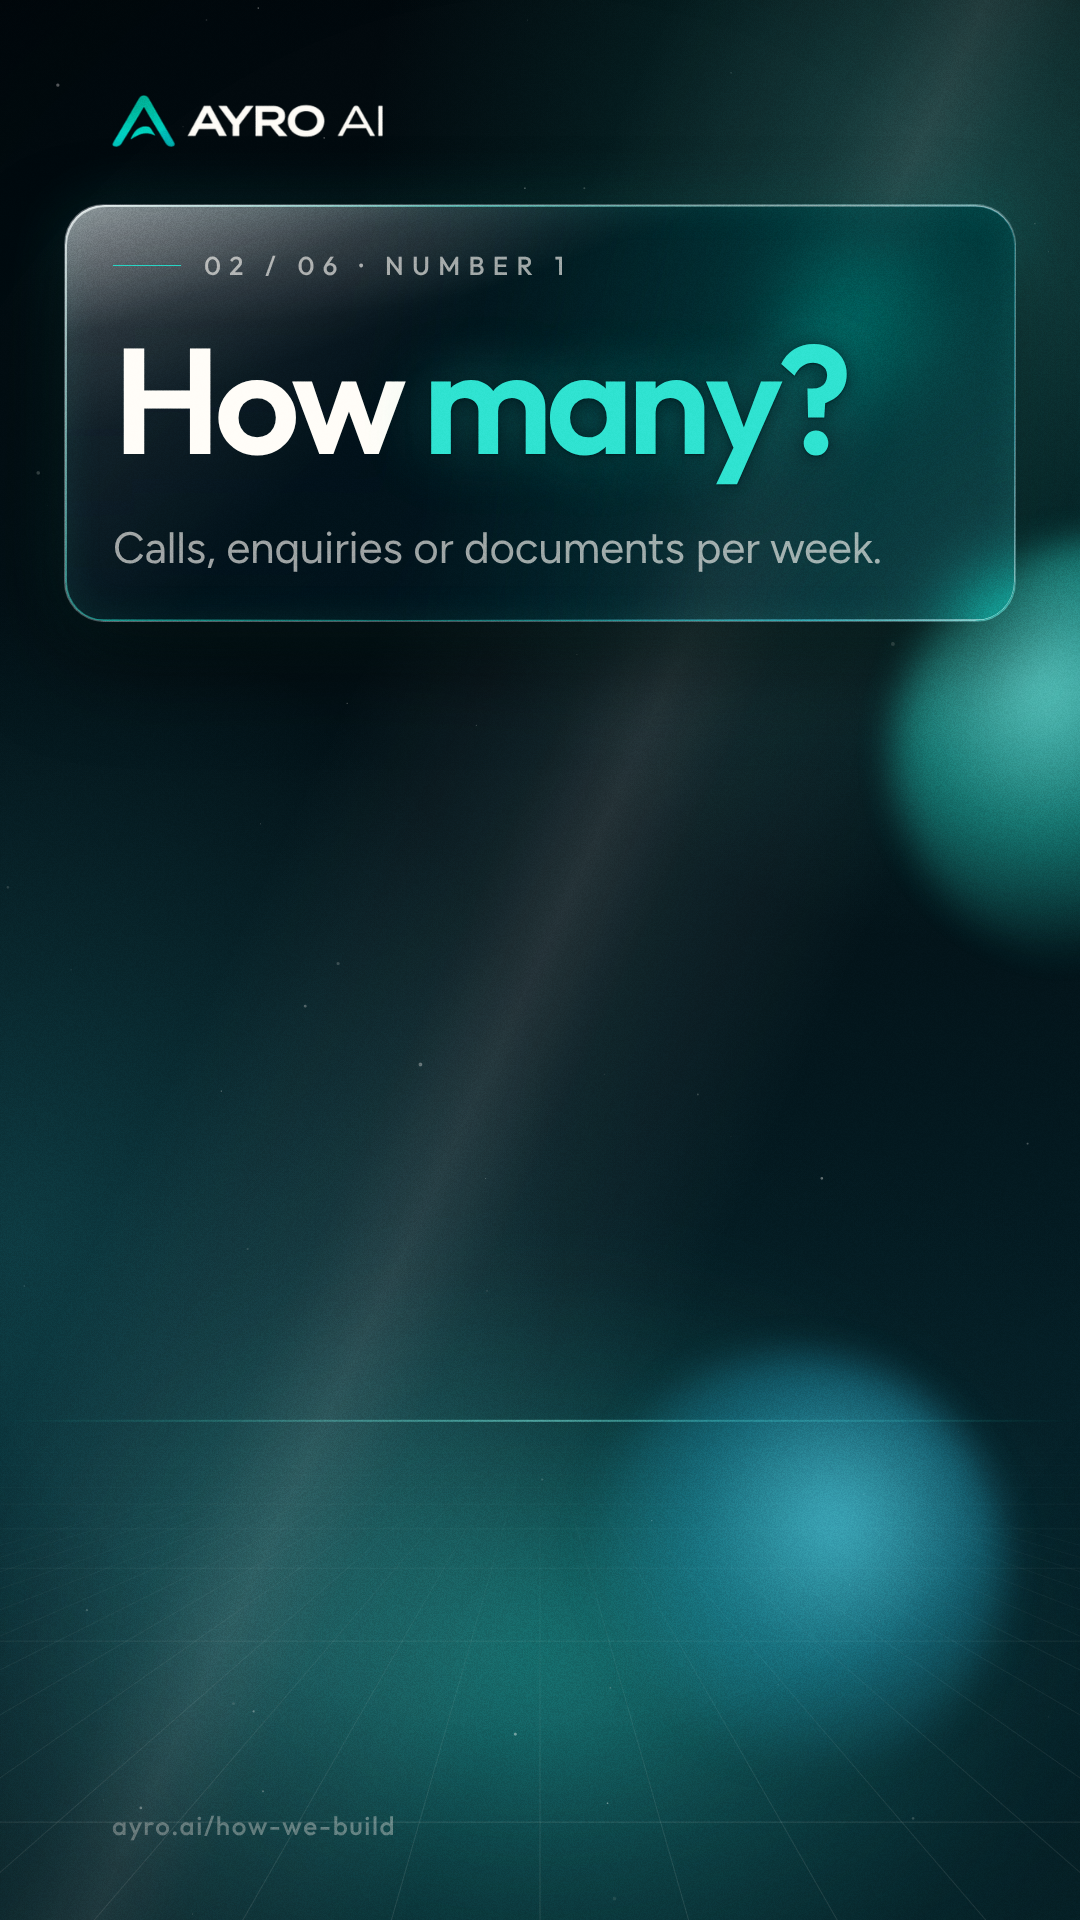 AYRO AI
02 / 06 · NUMBER 1
How many?
Calls, enquiries or documents per week.
ayro.ai/how-we-build